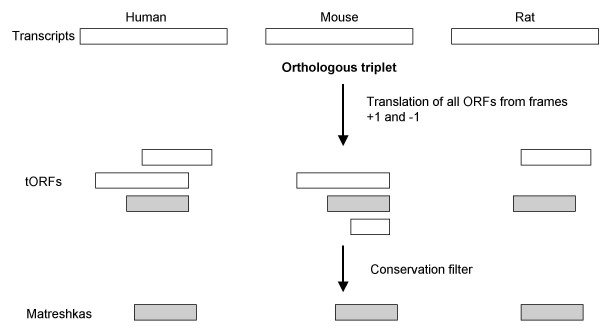 Human Mouse Rat
Transcripts
Orthologous triplet
Translation of all ORFs from frames
+1 and -1
tORFs
Conservation filter
Matreshkas